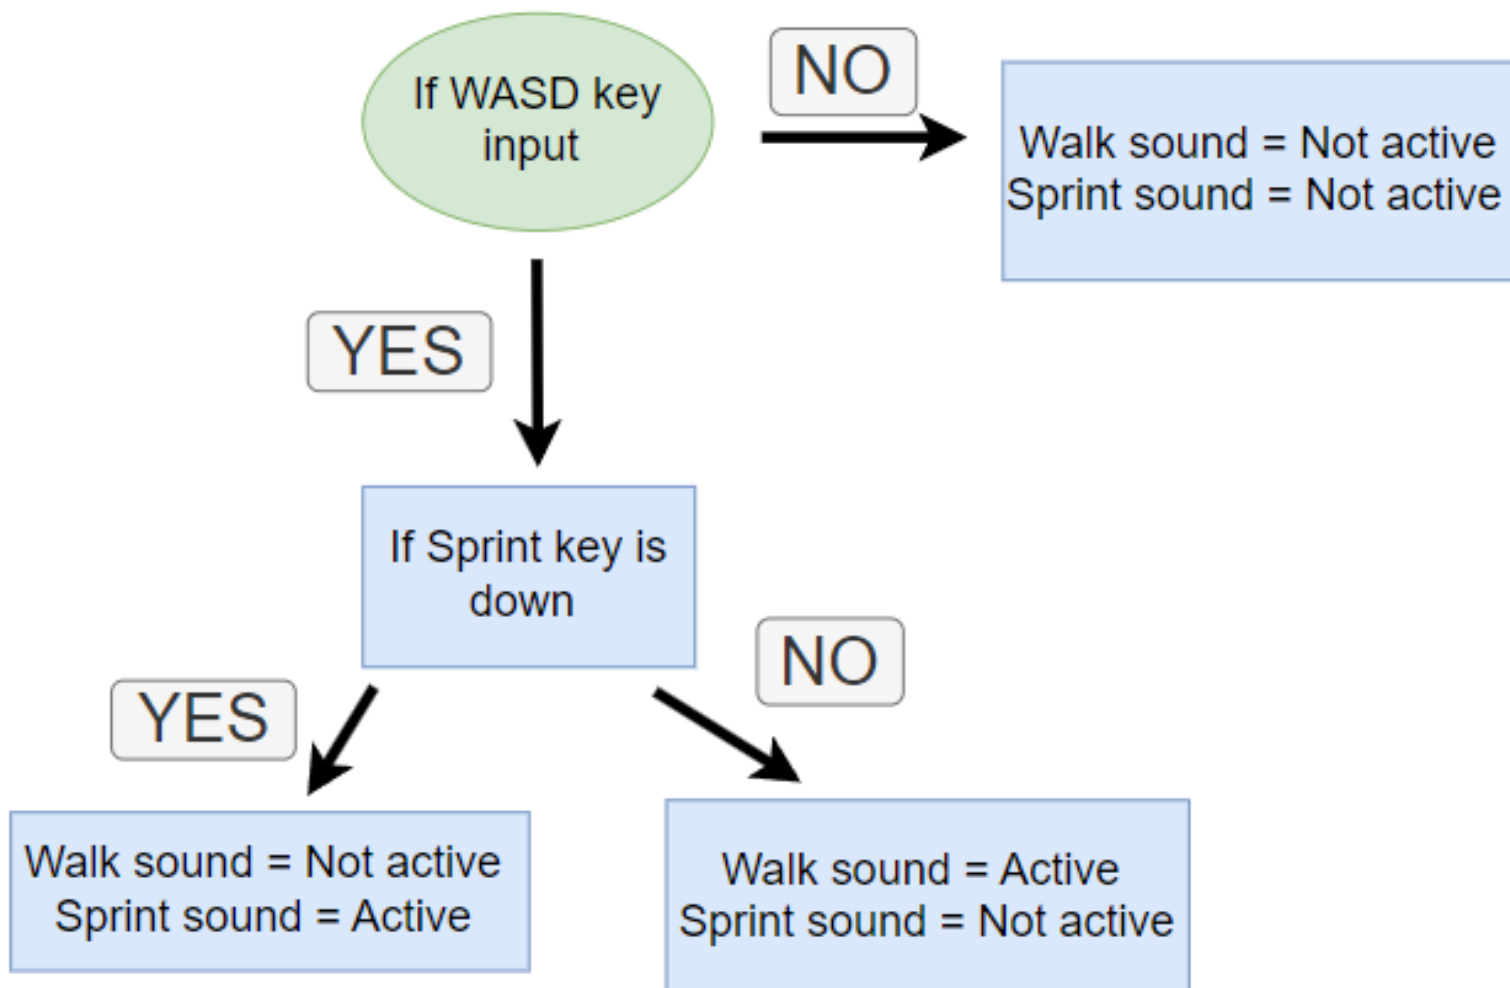 If WASD key
input
NO
Walk sound = Not active
Sprint sound = Not active
YES
If Sprint key is
down
YES
NO
Walk sound = Not active
Sprint sound = Active
Walk sound = Active
Sprint sound = Not active